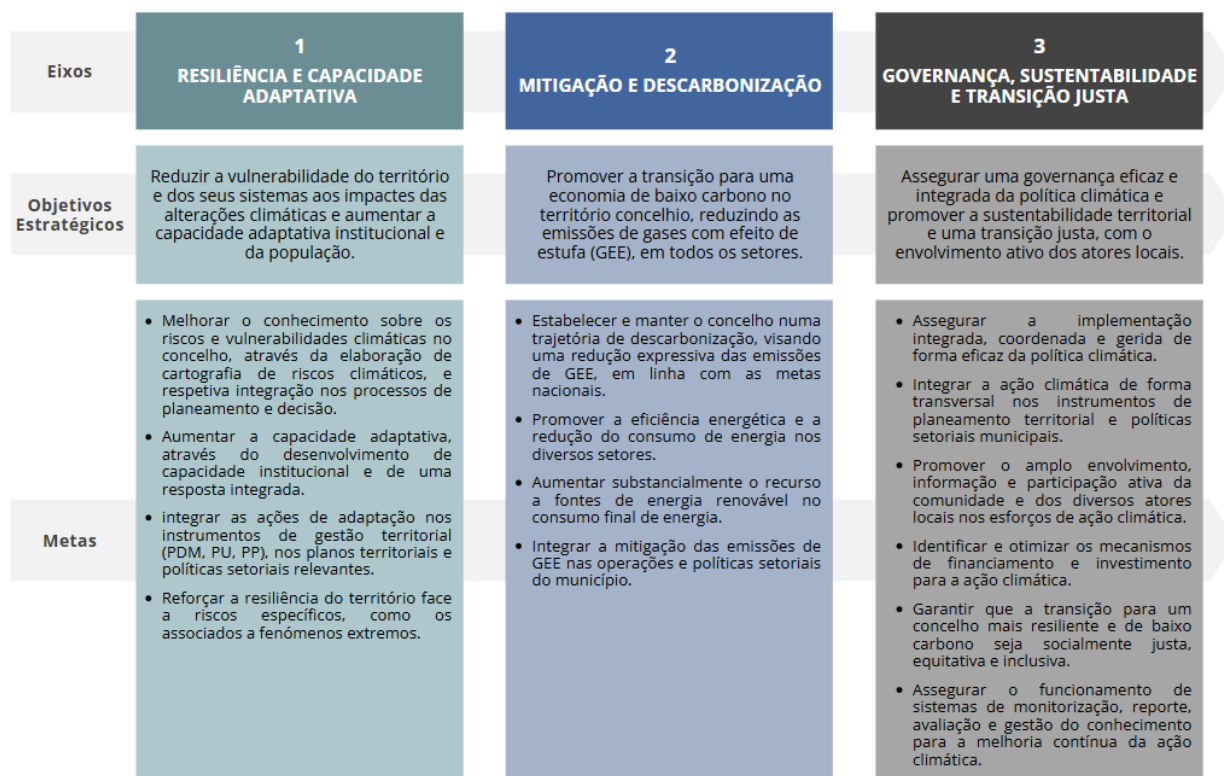 Eixos
1
RESILIÊNCIA E CAPACIDADE
ADAPTATIVA
2
MITIGAÇÃO E DESCARBONIZAÇÃO
3
GOVERNANÇA, SUSTENTABILIDADE
E TRANSIÇÃO JUSTA
Objetivos
Estratégicos
Reduzir a vulnerabilidade do território
e dos seus sistemas aos impactes das
alterações climáticas e aumentar a
capacidade adaptativa institucional e
da população.
Promover a transição para uma
economia de baixo carbono no
território concelhio, reduzindo as
emissões de gases com efeito de
estufa (GEE), em todos os setores.
Assegurar uma governança eficaz e
integrada da política climática e
promover a sustentabilidade territorial
e uma transição justa, com o
envolvimento ativo dos atores locais.
Metas
• Melhorar o conhecimento sobre os
riscos e vulnerabilidades climáticas no
concelho, através da elaboração de
cartografia de riscos climáticos, e
respetiva integração nos processos de
planeamento e decisão.
• Aumentar a capacidade adaptativa,
através do desenvolvimento de
capacidade institucional e de uma
resposta integrada.
• integrar as ações de adaptação nos
instrumentos de gestão territorial
(PDM, PU, PP), nos planos territoriais e
políticas setoriais relevantes.
• Reforçar a resiliência do território face
a riscos específicos, como os
associados a fenómenos extremos.
• Estabelecer e manter o concelho numa
trajetória de descarbonização, visando
uma redução expressiva das emissões
de GEE, em linha com as metas
nacionais.
• Promover a eficiência energética e a
redução do consumo de energia nos
diversos setores.
• Aumentar substancialmente o recurso
a fontes de energia renovável no
consumo final de energia.
• Integrar a mitigação das emissões de
GEE nas operações e políticas setoriais
do município.
• Assegurar a implementação
integrada, coordenada e gerida de
forma eficaz da política climática.
• Integrar a ação climática de forma
transversal nos instrumentos de
planeamento territorial e políticas
setoriais municipais.
• Promover o amplo envolvimento,
informação e participação ativa da
comunidade e dos diversos atores
locais nos esforços de ação climática.
• Identificar e otimizar os mecanismos
de financiamento e investimento
para a ação climática.
• Garantir que a transição para um
concelho mais resiliente e de baixo
carbono seja socialmente justa,
equitativa e inclusiva.
• Assegurar o funcionamento de
sistemas de monitorização, reporte,
avaliação e gestão do conhecimento
para a melhoria contínua da ação
climática.